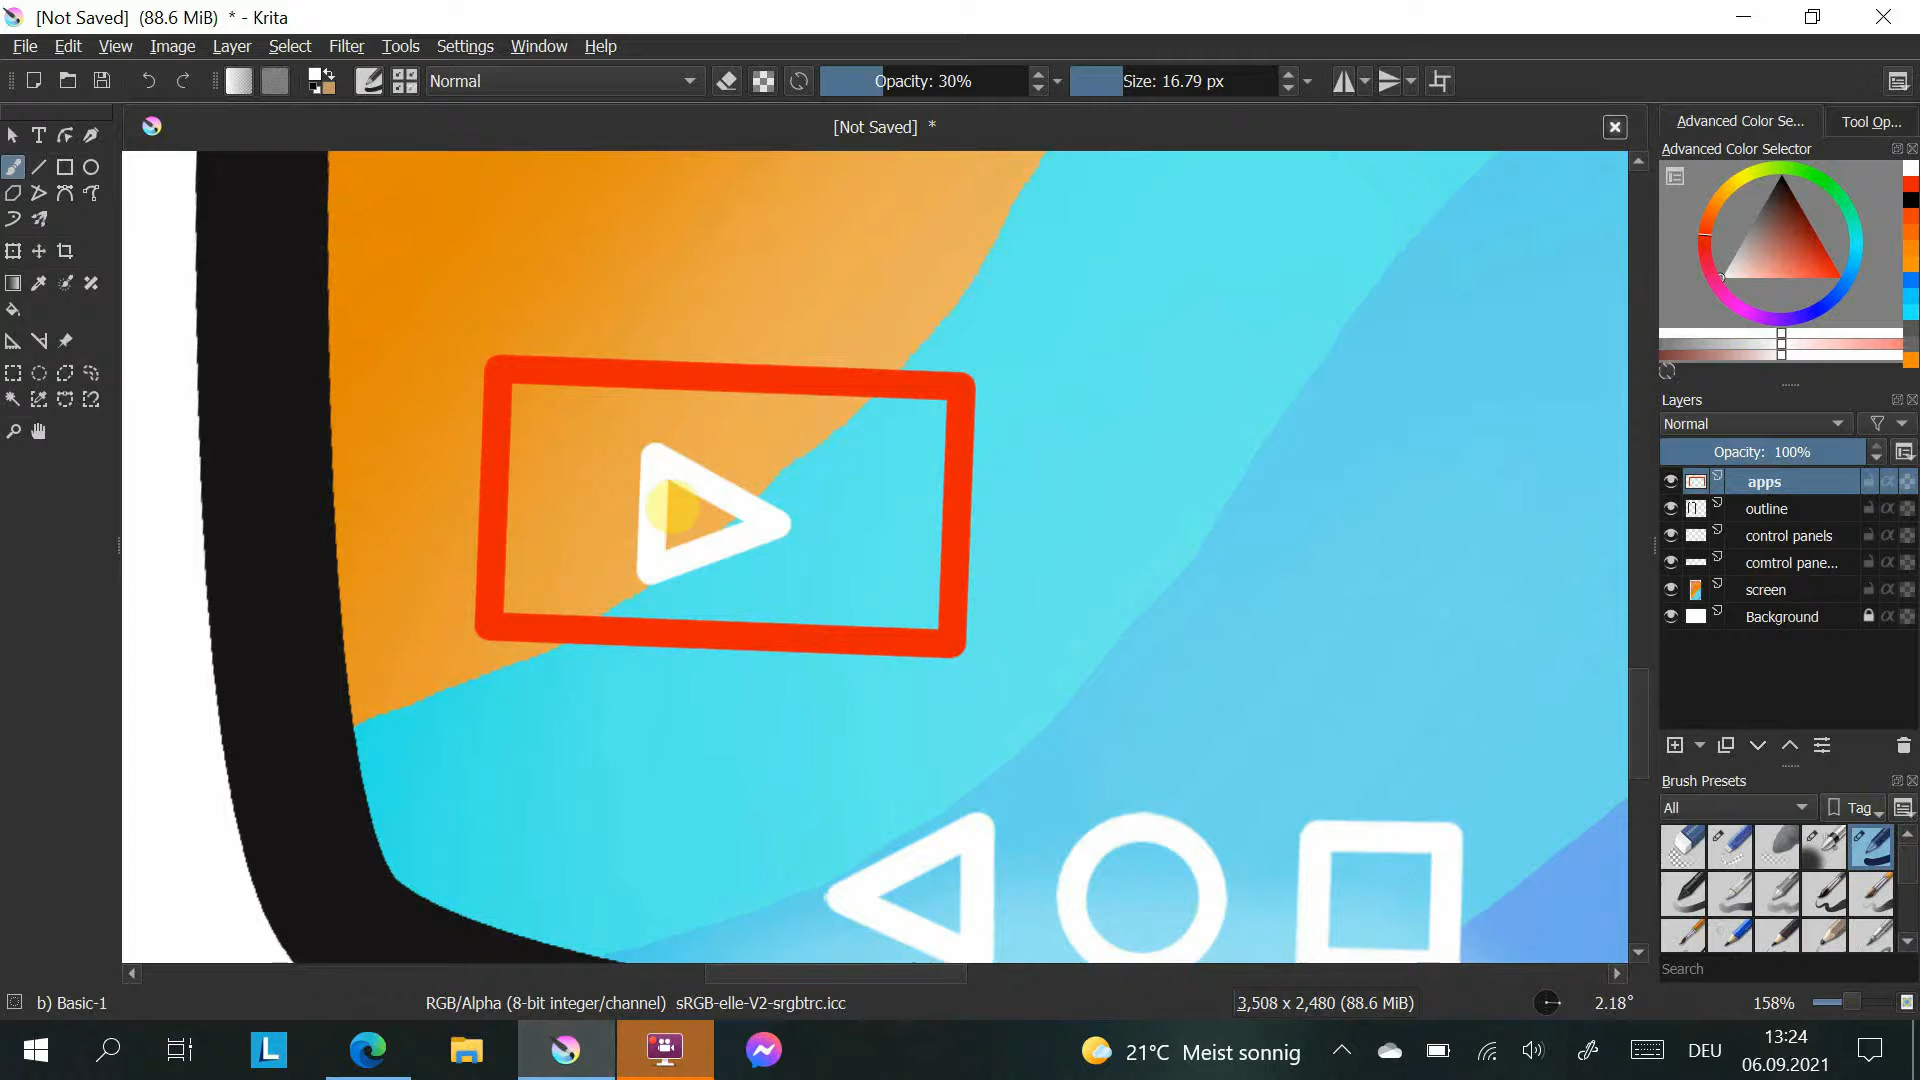 [Not Saved]  (88.6 MiB)  * - Krita
File Edit View Image Layer Select Filter Tools Settings Window Help
Normal
Opacity: 30%
Size: 16.79 px
[Not Saved]  *
Advanced Color Se...
Tool Op...
Advanced Color Selector
Layers
Normal
Opacity:  100%
apps
outline
control panels
comtrol pane...
screen
Background
Brush Presets
All
Tag
Search
b) Basic-1
RGB/Alpha (8-bit integer/channel)  sRGB-elle-V2-srgbtrc.icc
3,508 x 2,480 (88.6 MiB)
2.18°
158%
L
21°C  Meist sonnig
DEU
13:24
06.09.2021